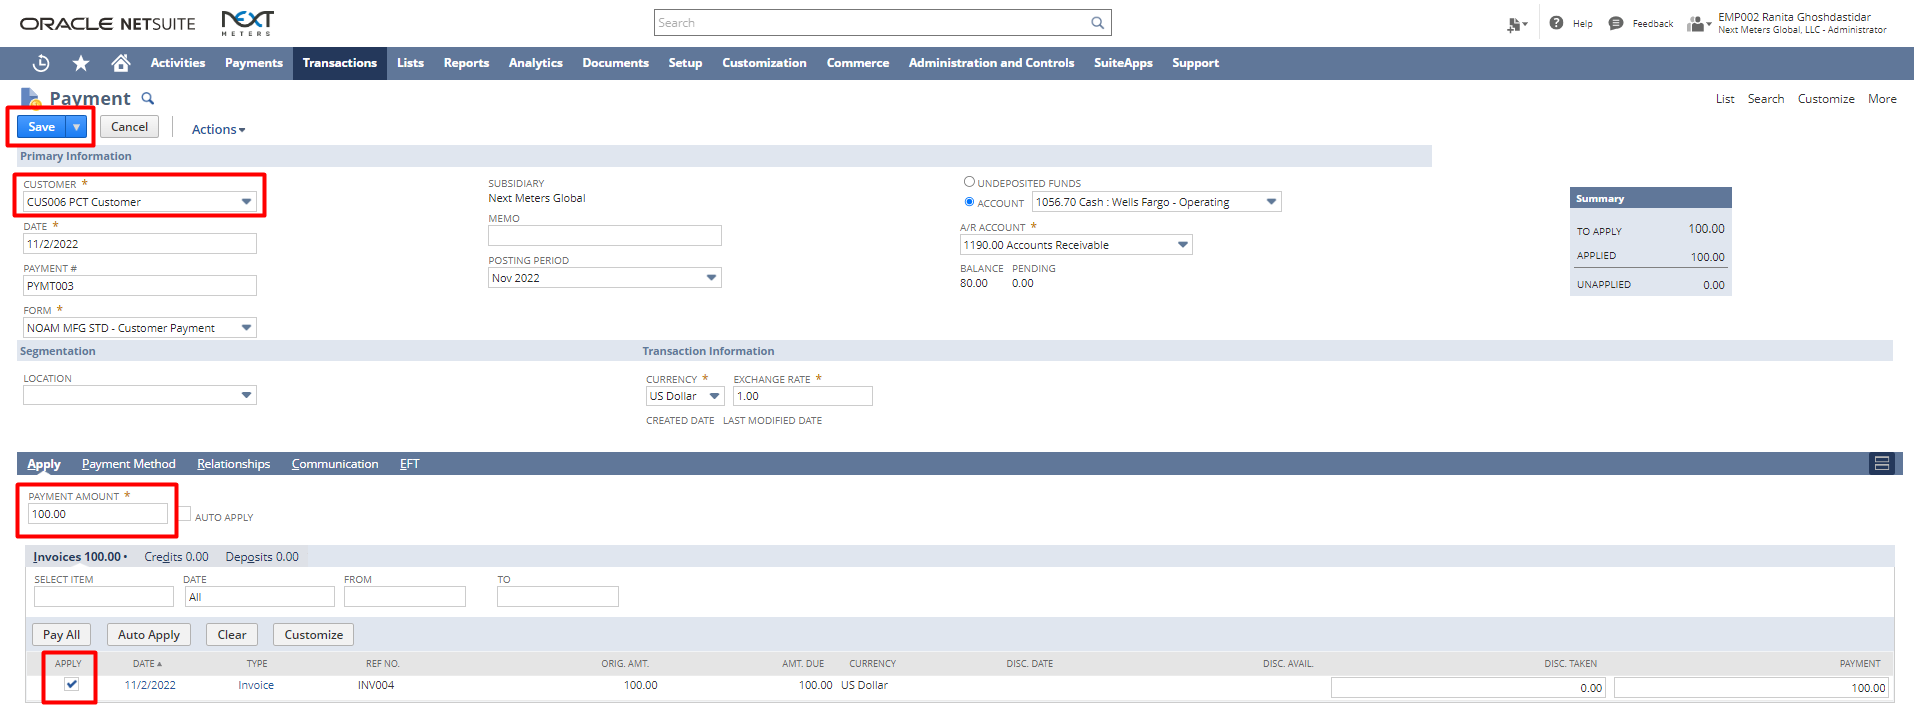 ORACLE NETSUITE
NEXT
METERS
Search
Help
Feedback
EMP002 Ranita Ghoshdastidar
Next Meters Global, LLC - Administrator
Activities Payments Transactions Lists Reports Analytics Documents Setup Customization Commerce Administration and Controls SuiteApps Support
Payment
List Search Customize More
Save Cancel Actions
Primary Information
CUSTOMER *
CUS006 PCT Customer
DATE *
11/2/2022
PAYMENT #
PYMT003
FORM *
NOAM MFG STD - Customer Payment
SUBSIDIARY
Next Meters Global
MEMO
POSTING PERIOD
Nov 2022
UNDEPOSITED FUNDS
ACCOUNT 1056.70 Cash : Wells Fargo - Operating
A/R ACCOUNT *
1190.00 Accounts Receivable
BALANCE PENDING
80.00 0.00
Summary
TO APPLY 100.00
APPLIED 100.00
UNAPPLIED 0.00
Segmentation
LOCATION
Transaction Information
CURRENCY * EXCHANGE RATE *
US Dollar 1.00
CREATED DATE LAST MODIFIED DATE
Apply Payment Method Relationships Communication EFT
PAYMENT AMOUNT *
100.00
AUTO APPLY
Invoices 100.00 • Credits 0.00 Deposits 0.00
SELECT ITEM DATE FROM TO
All
Pay All Auto Apply Clear Customize
APPLY DATE ▲ TYPE REF NO. ORIG. AMT. AMT. DUE CURRENCY DISC. DATE DISC. AVAIL. DISC. TAKEN PAYMENT
11/2/2022 Invoice INV004 100.00 100.00 US Dollar 0.00 100.00